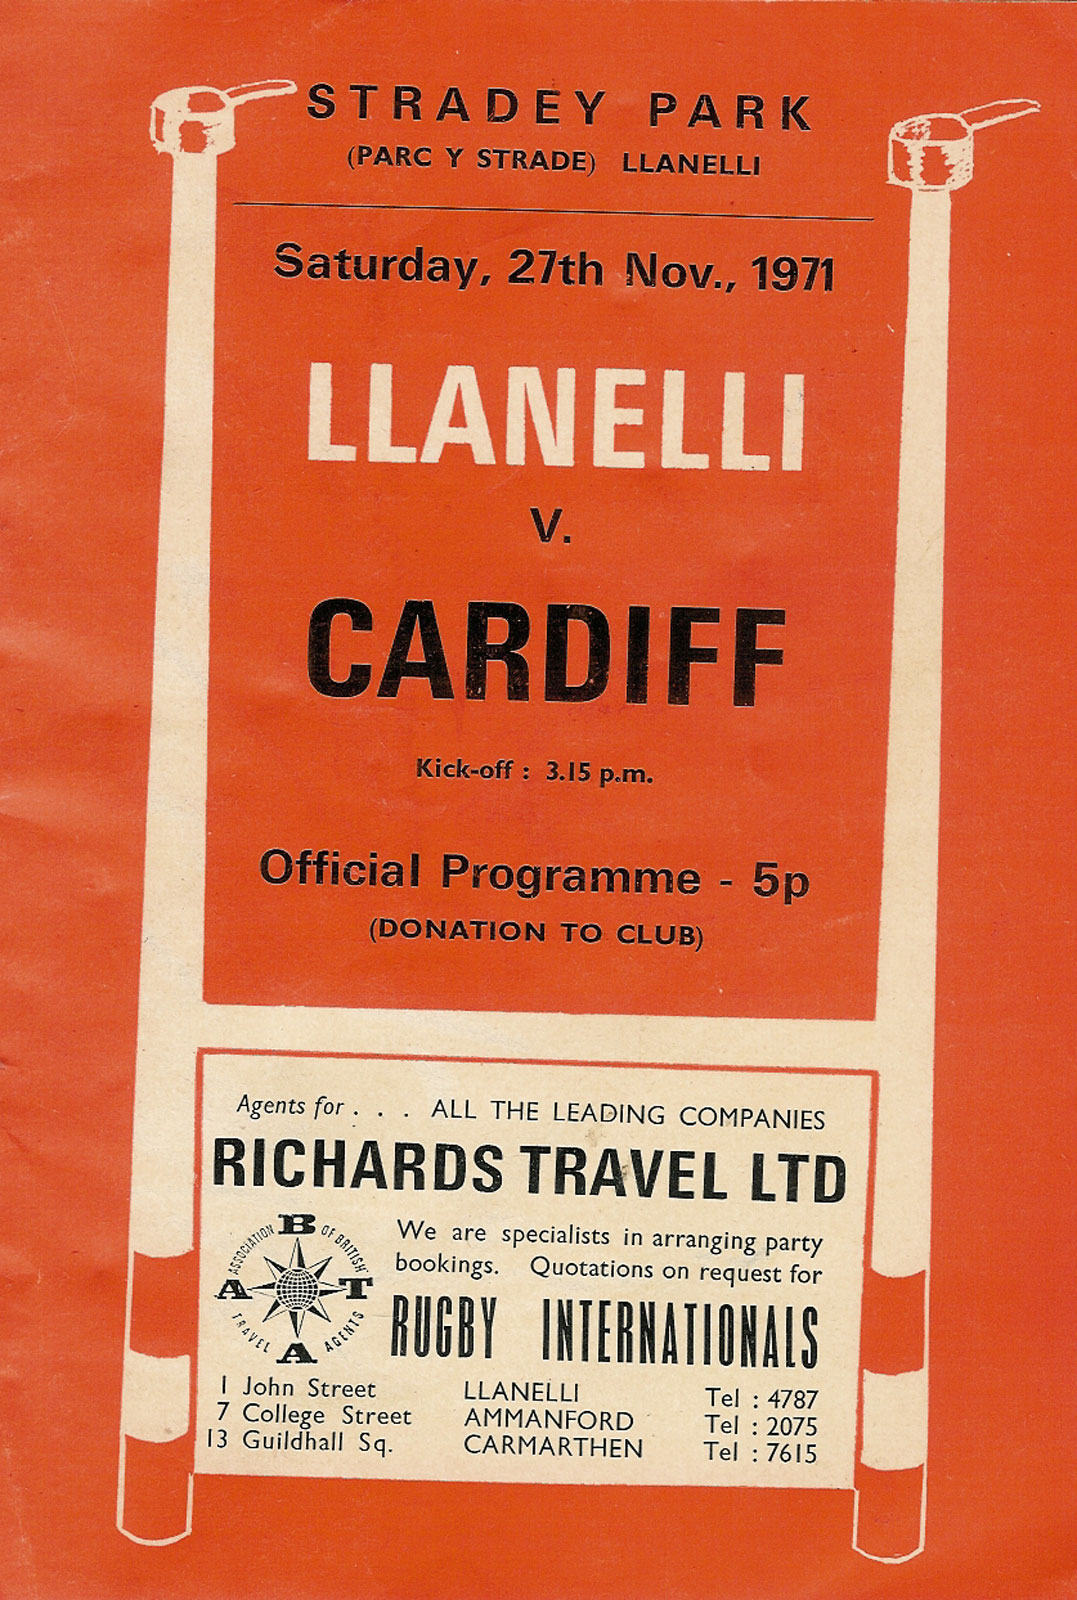 STRADEY PARK
(PARC Y STRADE) LLANELLI
Saturday, 27th Nov., 1971
LLANELLI
v.
CARDIFF
Kick-off : 3.15 p.m.
Official Programme - 5p
(DONATION TO CLUB)
Agents for . . . ALL THE LEADING COMPANIES
RICHARDS TRAVEL LTD
ASSOCIATION OF BRITISH TRAVEL AGENTS
A B T A
We are specialists in arranging party
bookings. Quotations on request for
RUGBY INTERNATIONALS
1 John Street LLANELLI Tel : 4787
7 College Street AMMANFORD Tel : 2075
13 Guildhall Sq. CARMARTHEN Tel : 7615